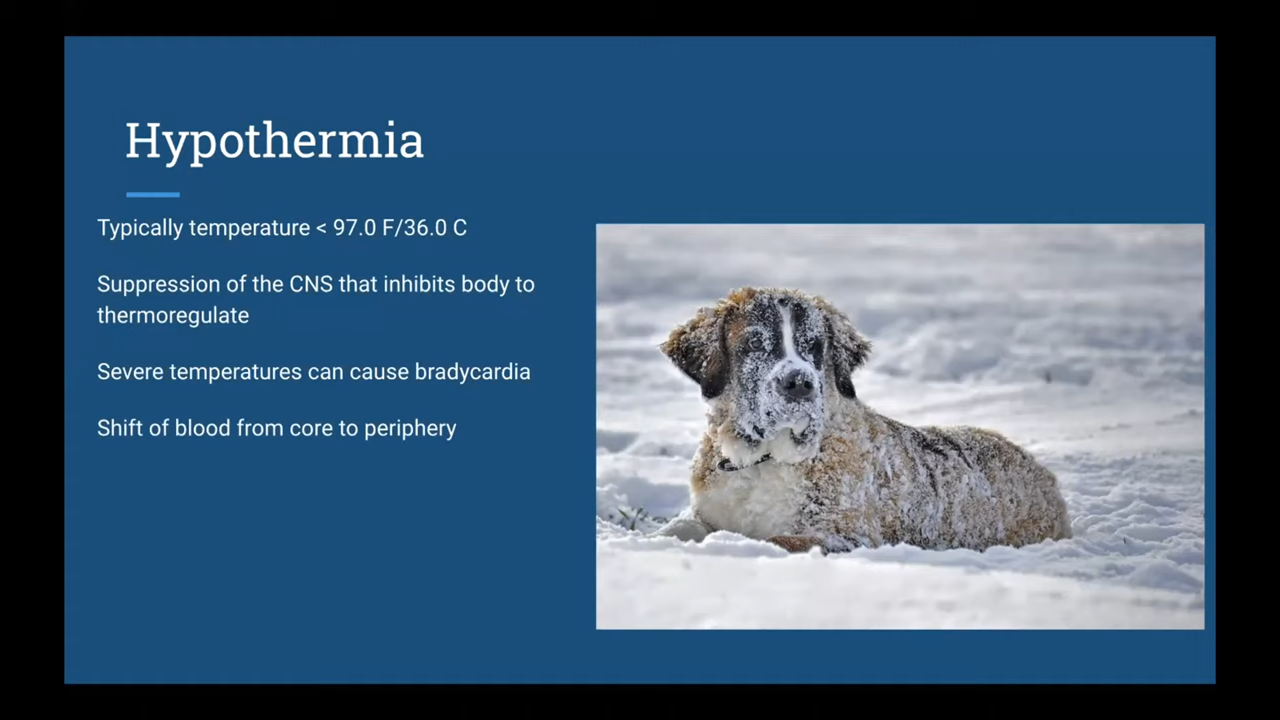 Hypothermia
Typically temperature < 97.0 F/36.0 C
Suppression of the CNS that inhibits body to
thermoregulate
Severe temperatures can cause bradycardia
Shift of blood from core to periphery